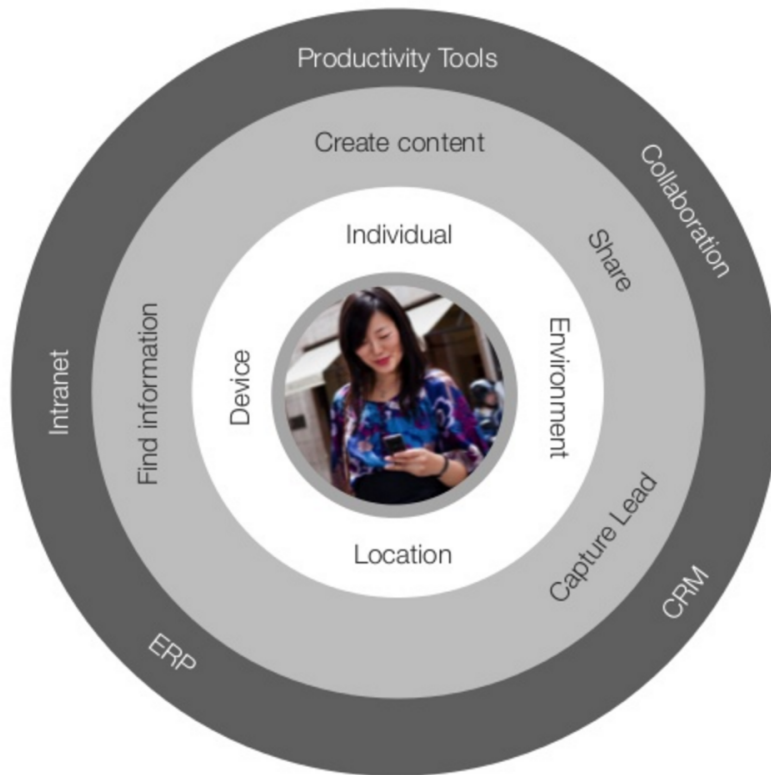 Productivity Tools
Collaboration
CRM
ERP
Intranet
Create content
Share
Capture Lead
Find information
Individual
Environment
Location
Device